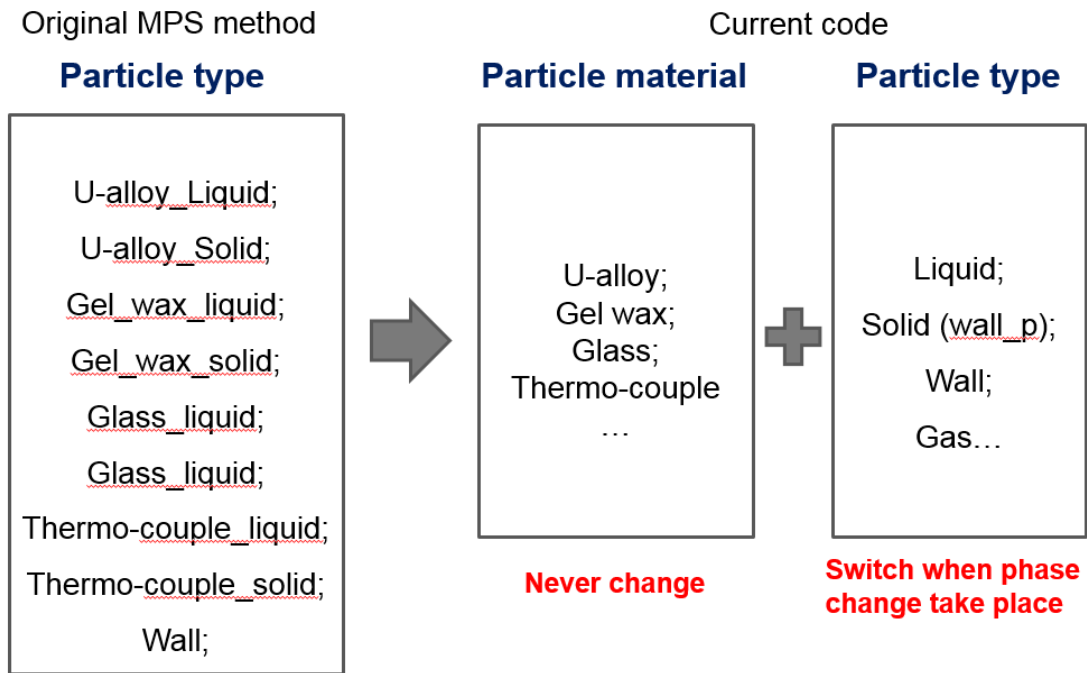 Original MPS method
Particle type
U-alloy_Liquid;
U-alloy_Solid;
Gel_wax_liquid;
Gel_wax_solid;
Glass_liquid;
Glass_liquid;
Thermo-couple_liquid;
Thermo-couple_solid;
Wall;
Current code
Particle material
U-alloy;
Gel wax;
Glass;
Thermo-couple
…
Never change
Particle type
Liquid;
Solid (wall_p);
Wall;
Gas…
Switch when phase
change take place